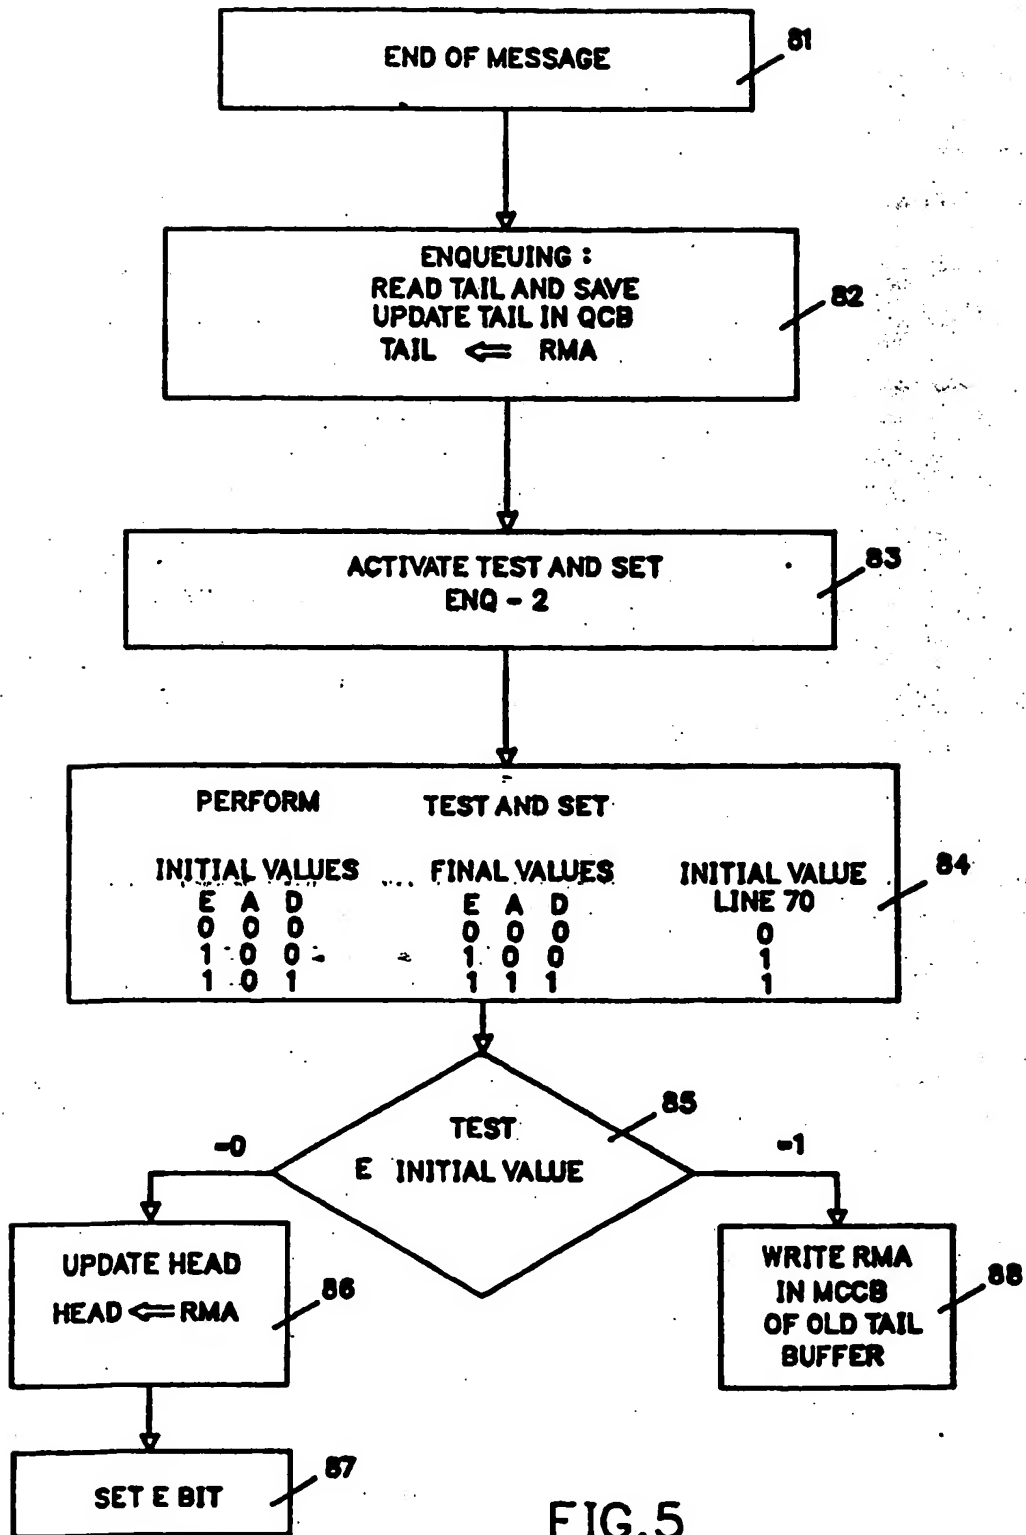 END OF MESSAGE
81
ENQUEUING :
READ TAIL AND SAVE
UPDATE TAIL IN QCB
TAIL ⇐ RMA
82
ACTIVATE TEST AND SET
ENQ - 2
83
PERFORM TEST AND SET
INITIAL VALUES FINAL VALUES INITIAL VALUE
LINE 70
E A D E A D
0 0 0 0 0 0 0
1 0 0 1 0 0 1
1 0 1 1 1 1 1
84
TEST
E INITIAL VALUE
85
=0
=1
UPDATE HEAD
HEAD ⇐ RMA
86
WRITE RMA
IN MCCB
OF OLD TAIL
BUFFER
88
SET E BIT
87
FIG.5